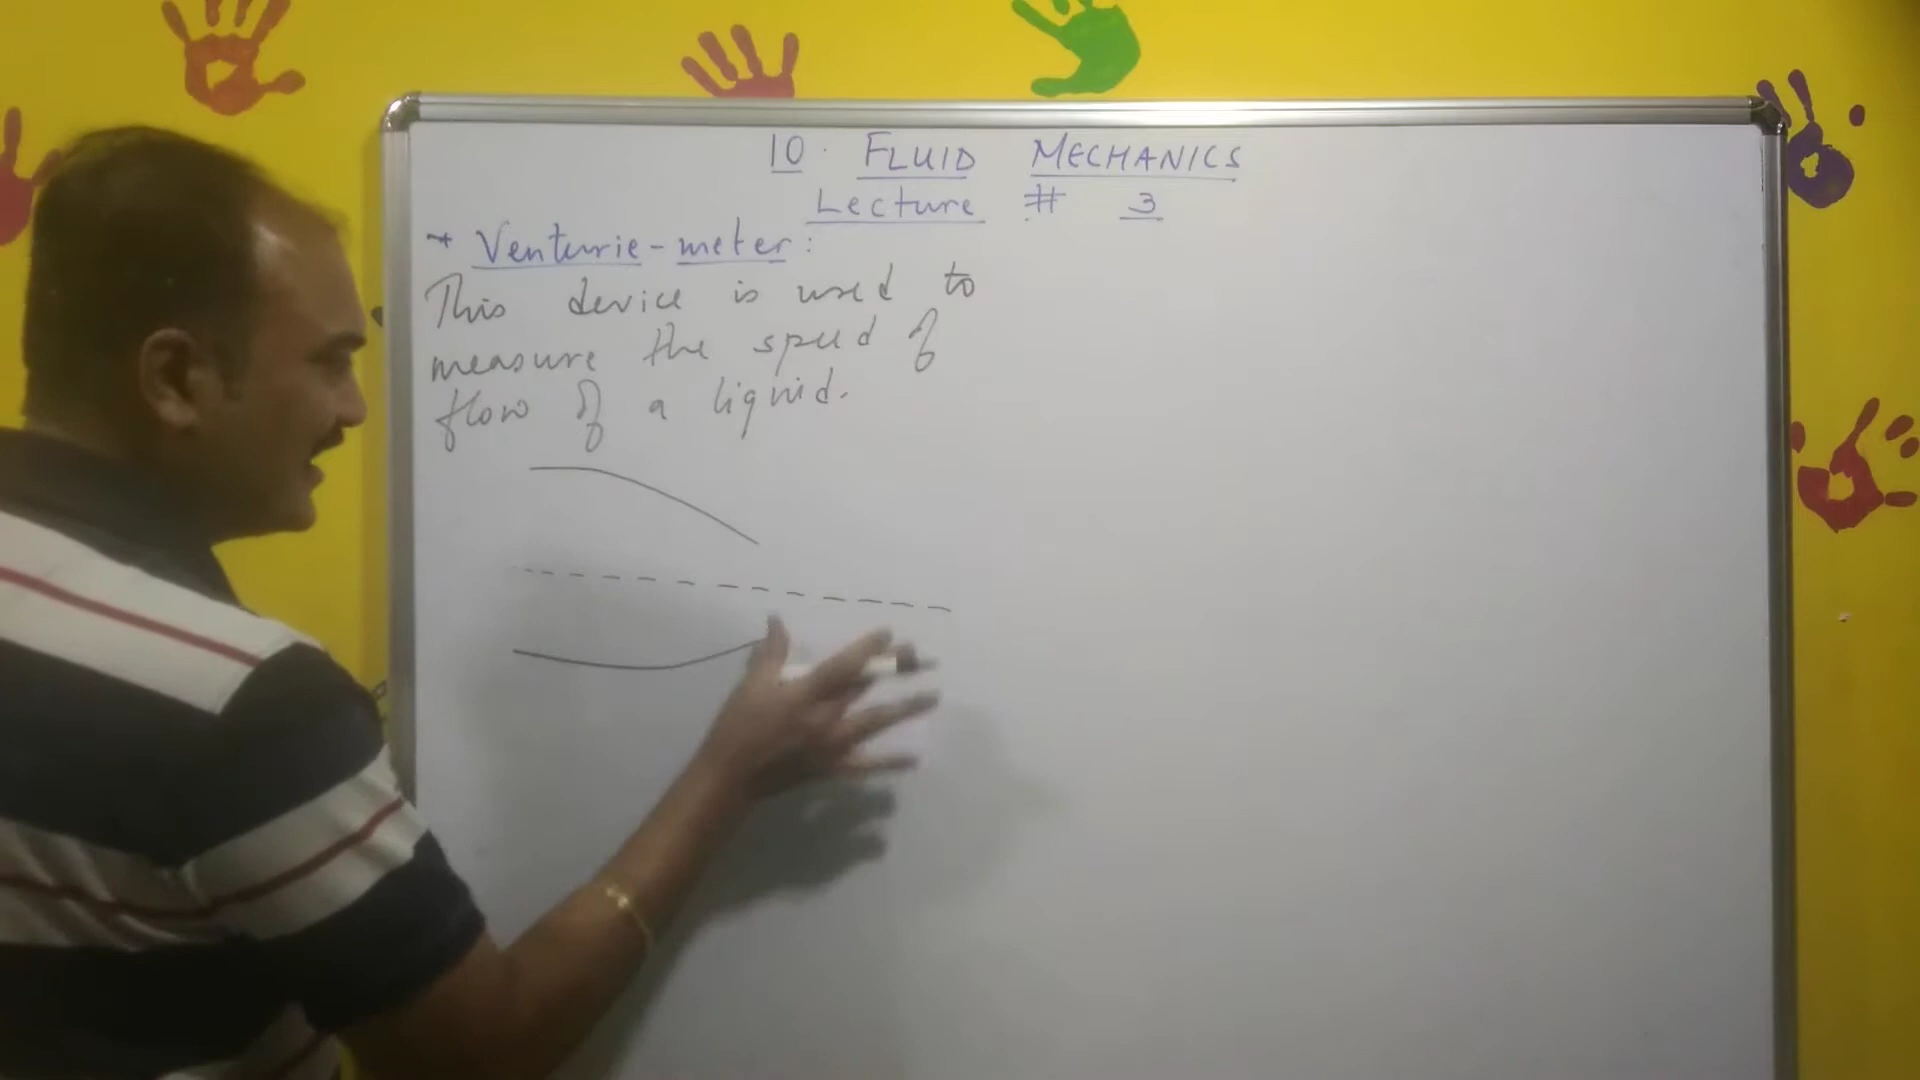 10. FLUID MECHANICS
Lecture # 3
* Venturie-meter:
This device is used to
measure the speed of
flow of a liquid.